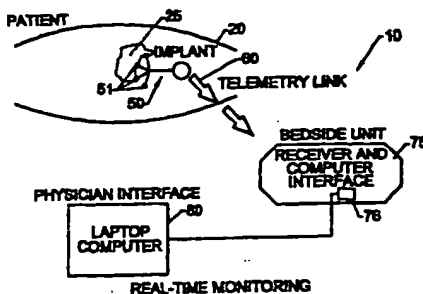 PATIENT
25
20
IMPLANT
10
51
50
60
TELEMETRY LINK
BEDSIDE UNIT
75
RECEIVER AND
COMPUTER
INTERFACE
76
PHYSICIAN INTERFACE
80
LAPTOP
COMPUTER
REAL-TIME MONITORING